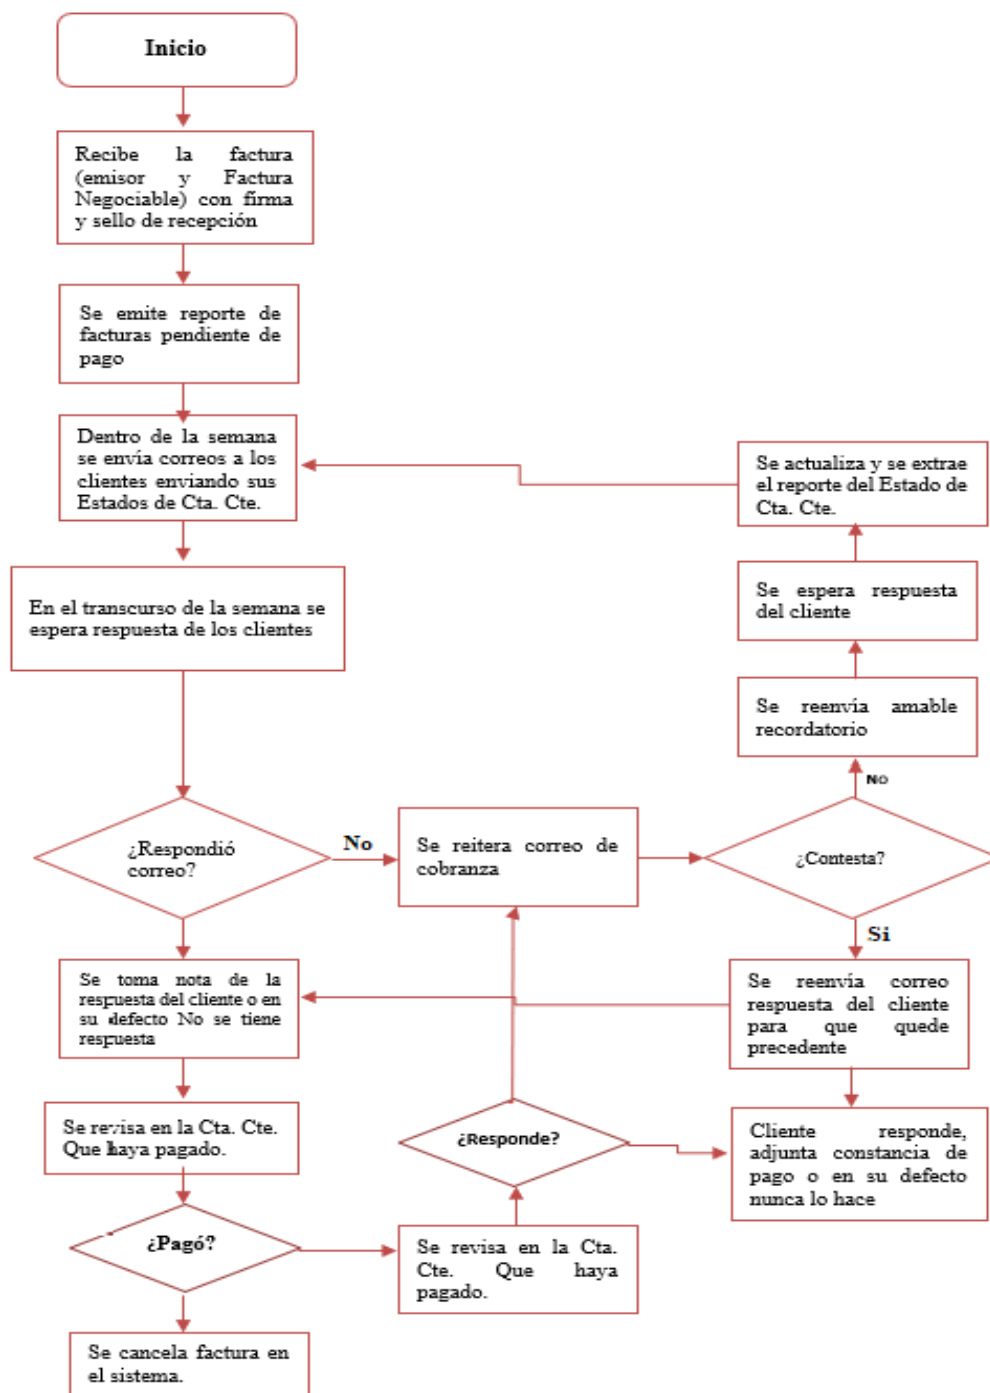 Inicio
Recibe la factura
(emisor y Factura
Negociable) con firma
y sello de recepción
Se emite reporte de
facturas pendiente de
pago
Dentro de la semana
se envía correos a los
clientes enviando sus
Estados de Cta. Cte.
En el transcurso de la semana se
espera respuesta de los clientes
¿Respondió
correo?
No
Se reitera correo de
cobranza
¿Contesta?
No
Se reenvía amable
recordatorio
Se espera respuesta
del cliente
Se actualiza y se extrae
el reporte del Estado de
Cta. Cte.
Si
Se reenvía correo
respuesta del cliente
para que quede
precedente
Cliente responde,
adjunta constancia de
pago o en su defecto
nunca lo hace
Se toma nota de la
respuesta del cliente o en
su defecto No se tiene
respuesta
Se revisa en la Cta. Cte.
Que haya pagado.
¿Pagó?
Se revisa en la Cta.
Cte. Que haya
pagado.
¿Responde?
Se cancela factura en
el sistema.